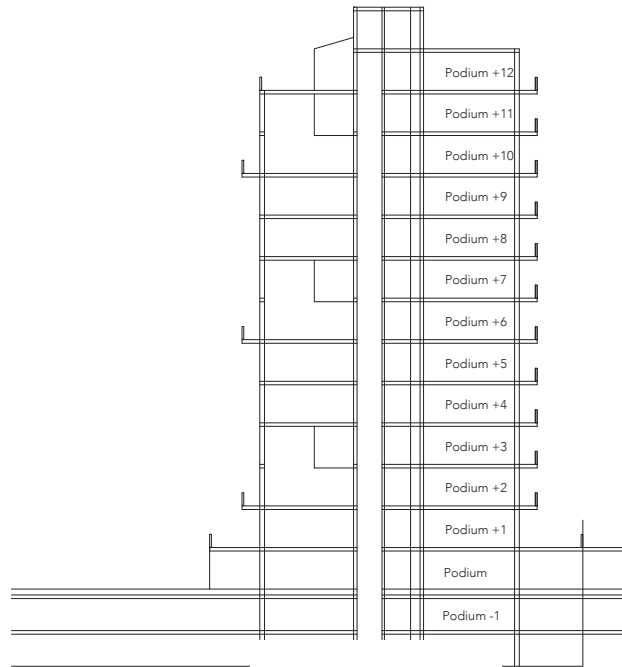 Podium +12
Podium +11
Podium +10
Podium +9
Podium +8
Podium +7
Podium +6
Podium +5
Podium +4
Podium +3
Podium +2
Podium +1
Podium
Podium -1